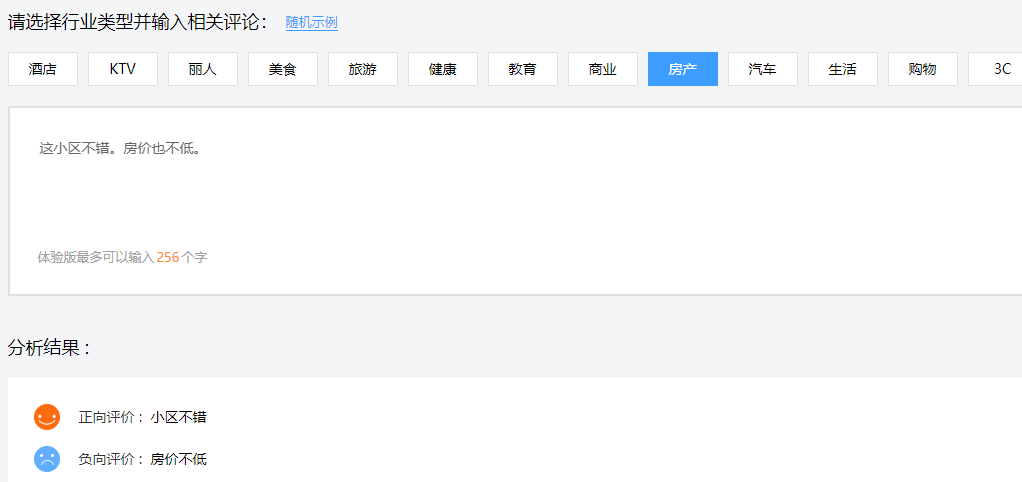 请选择行业类型并输入相关评论： 随机示例
酒店 KTV 丽人 美食 旅游 健康 教育 商业 房产 汽车 生活 购物 3C
这小区不错。房价也不低。
体验版最多可以输入256个字
分析结果：
正向评价：小区不错
负向评价：房价不低